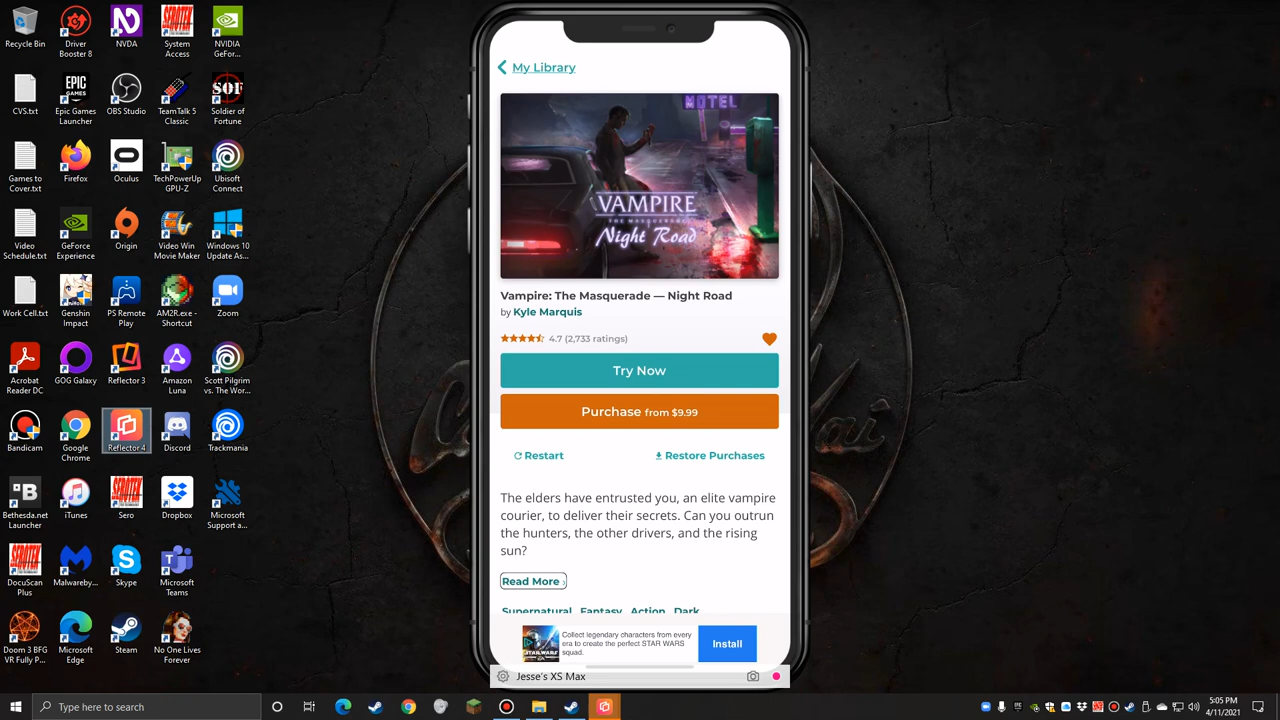 Recycle Bin
Driver Booster 8
NVDA
System Access
NVIDIA GeFor...
CVS.txt
Epic Games Launcher
OBS Studio
TeamTalk 5 Classic
Soldier of Fortune
Games to Cover.txt
Firefox
Oculus
TechPowerUp GPU-Z
Ubisoft Connect
Video Schedule.txt
GeForce Experience
Origin
Video Win Movie Maker
Windows 10 Update As...
Work Cell.txt
Genshin Impact
PS Remote Play
AM2R.exe - Shortcut
Zoom
Acrobat Reader DC
GOG Galaxy
Reflector 3
Amazon Luna
Scott Pilgrim vs. The Wor...
Bandicam
Google Chrome
Reflector 4
Discord
Trackmania
Bethesda.net Launcher
iTunes
Sero
Dropbox
Microsoft Support a...
DocuScan Plus
Malwareby...
Skype
Microsoft Teams
Doom 3 BFG VR Fully P...
Microsoft Edge
Steam
No One Lives Forever
My Library
MOTEL
VAMPIRE
THE MASQUERADE
Night Road
Vampire: The Masquerade — Night Road
by Kyle Marquis
4.7 (2,733 ratings)
Try Now
Purchase from $9.99
Restart
Restore Purchases
The elders have entrusted you, an elite vampire
courier, to deliver their secrets. Can you outrun
the hunters, the other drivers, and the rising
sun?
Read More ›
Supernatural Fantasy Action Dark
Collect legendary characters from every
era to create the perfect STAR WARS
squad.
Install
Jesse's XS Max
Type here to search
5:05 PM
4/11/2021